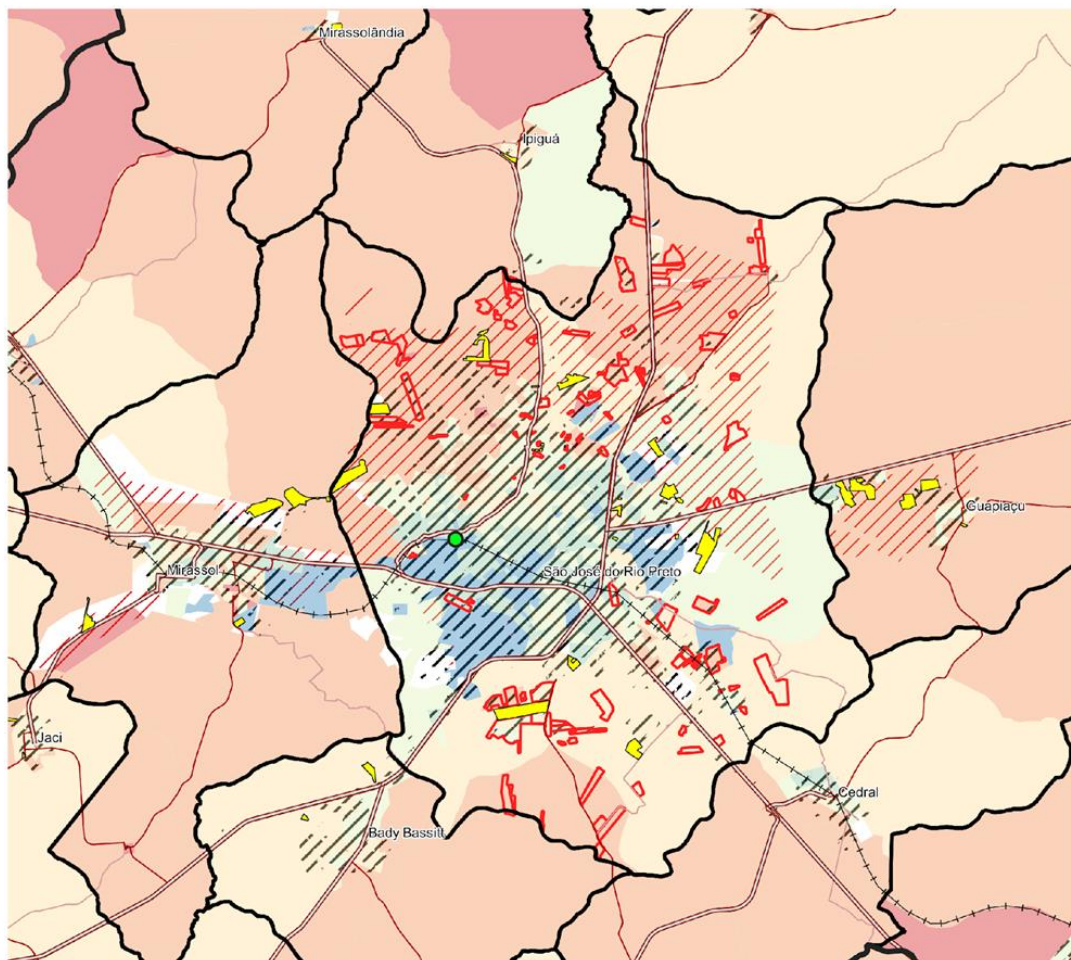 Mirassolândia
Ipiguá
Guapiaçu
Mirassol
São José do Rio Preto
Jaci
Cedral
Bady Bassitt